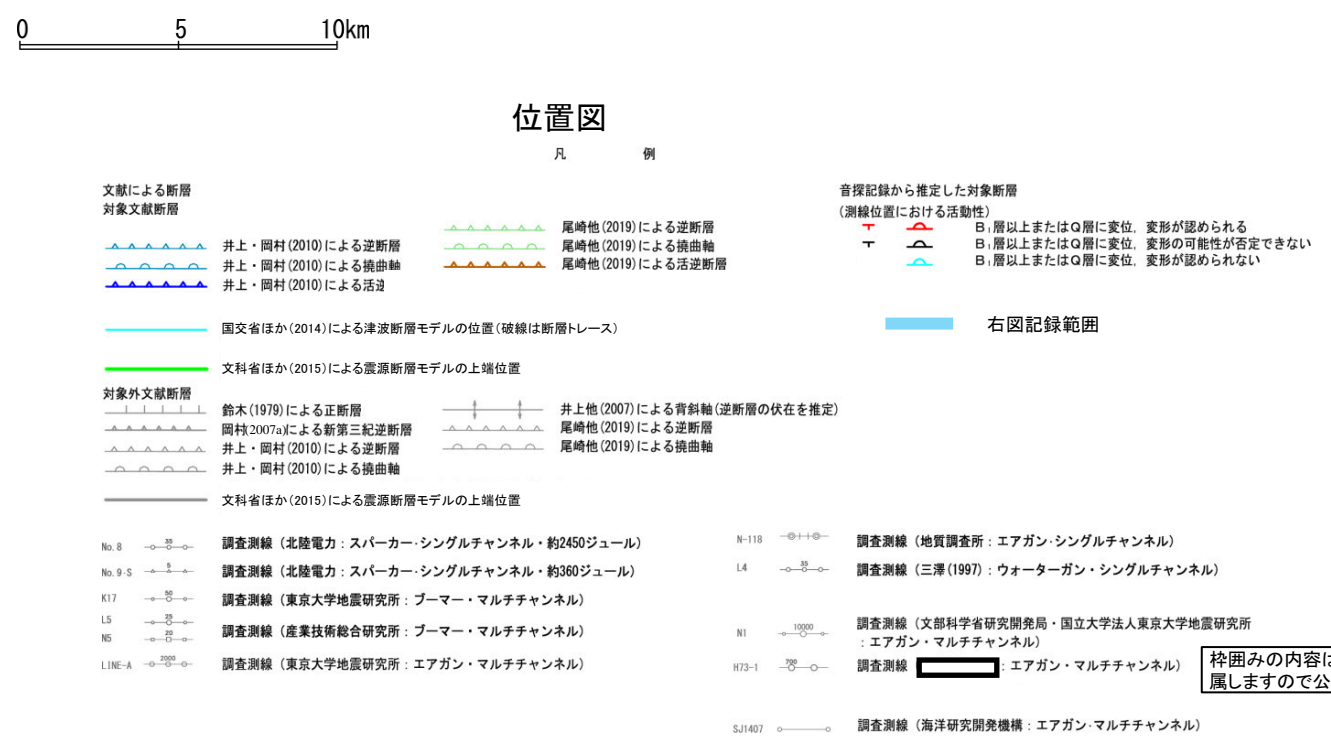 0 5 10km
位置図
凡 例
文献による断層
対象文献断層
井上・岡村(2010)による逆断層
井上・岡村(2010)による撓曲軸
井上・岡村(2010)による活逆
尾崎他(2019)による逆断層
尾崎他(2019)による撓曲軸
尾崎他(2019)による活逆断層
国交省ほか(2014)による津波断層モデルの位置(破線は断層トレース)
文科省ほか(2015)による震源断層モデルの上端位置
対象外文献断層
鈴木(1979)による正断層
岡村(2007a)による新第三紀逆断層
井上・岡村(2010)による逆断層
井上・岡村(2010)による撓曲軸
井上他(2007)による背斜軸(逆断層の伏在を推定)
尾崎他(2019)による逆断層
尾崎他(2019)による撓曲軸
文科省ほか(2015)による震源断層モデルの上端位置
音探記録から推定した対象断層
(測線位置における活動性)
B₁層以上またはQ層に変位，変形が認められる
B₁層以上またはQ層に変位，変形の可能性が否定できない
B₁層以上またはQ層に変位，変形が認められない
右図記録範囲
No.8 35 調査測線（北陸電力：スパーカー・シングルチャンネル・約2450ジュール）
No.9-S 5 調査測線（北陸電力：スパーカー・シングルチャンネル・約360ジュール）
K17 50 調査測線（東京大学地震研究所：ブーマー・マルチチャンネル）
L5 25
N5 20 調査測線（産業技術総合研究所：ブーマー・マルチチャンネル）
LINE-A 2000 調査測線（東京大学地震研究所：エアガン・マルチチャンネル）
N-118 調査測線（地質調査所：エアガン・シングルチャンネル）
L4 35 調査測線（三澤(1997)：ウォーターガン・シングルチャンネル）
N1 10000 調査測線（文部科学省研究開発局・国立大学法人東京大学地震研究所
：エアガン・マルチチャンネル）
H73-1 700 調査測線 ：エアガン・マルチチャンネル）
SJ1407 調査測線（海洋研究開発機構：エアガン・マルチチャンネル）
枠囲みの内容は
属しますので公